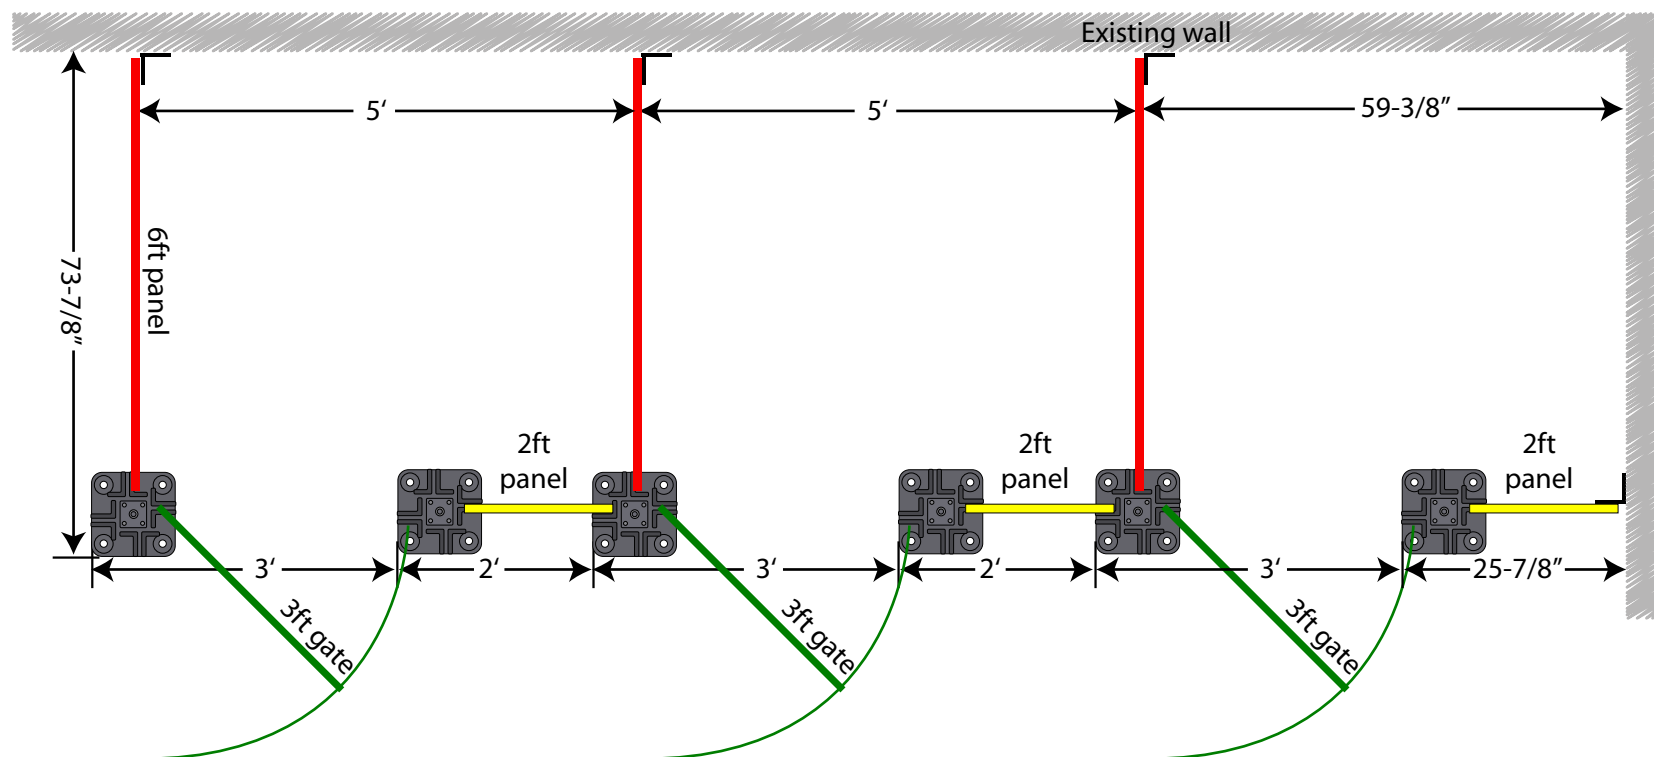 Existing wall
5‘
5‘
59-3/8”
73-7/8”
6ft panel
2ft
panel
2ft
panel
2ft
panel
3‘
2‘
3‘
2‘
3‘
25-7/8”
3ft gate
3ft gate
3ft gate